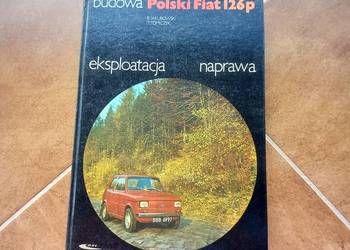 budowa Polski Fiat 126p
eksploatacja naprawa